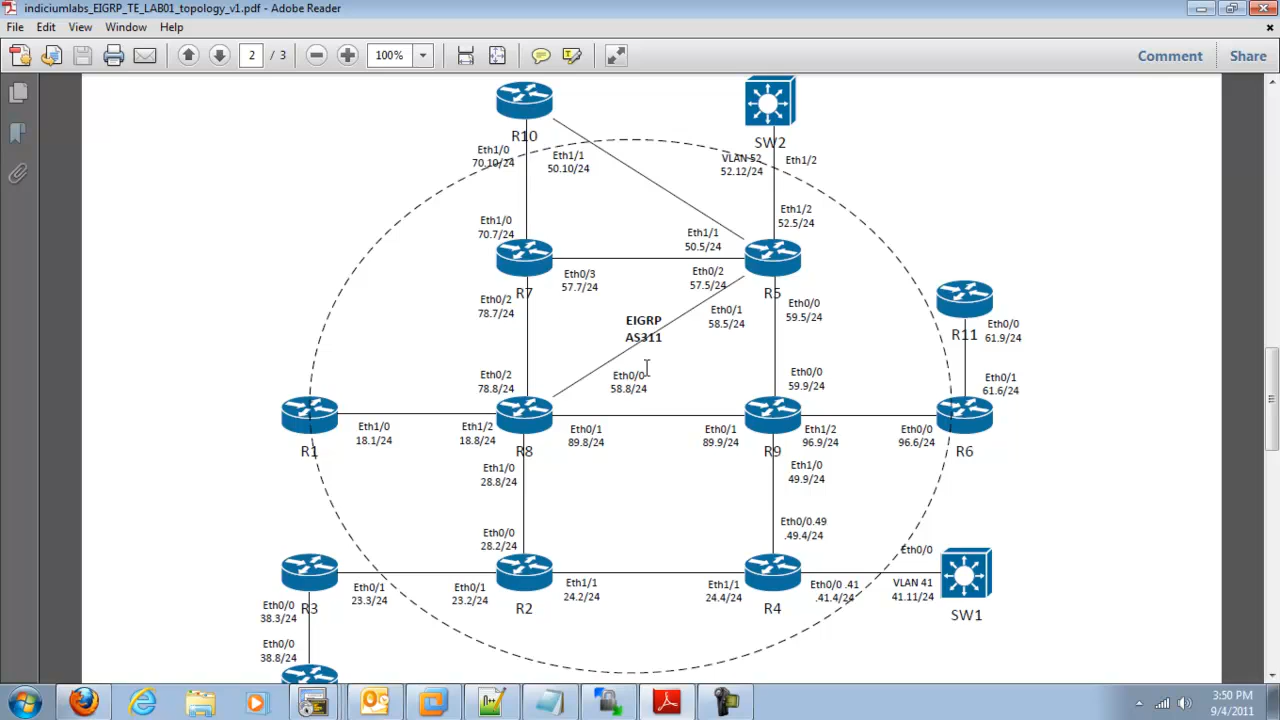 indiciumlabs_EIGRP_TE_LAB01_topology_v1.pdf - Adobe Reader
File Edit View Window Help
2 / 3
100%
Comment
Share
R10
SW2
Eth1/0
70.10/24
Eth1/1
50.10/24
VLAN 52
52.12/24
Eth1/2
Eth1/0
70.7/24
Eth1/1
50.5/24
Eth1/2
52.5/24
R7
Eth0/3
57.7/24
Eth0/2
57.5/24
R5
Eth0/2
78.7/24
EIGRP
AS311
Eth0/1
58.5/24
Eth0/0
59.5/24
R11
Eth0/0
61.9/24
Eth0/2
78.8/24
Eth0/0
58.8/24
Eth0/0
59.9/24
Eth0/1
61.6/24
R1
Eth1/0
18.1/24
Eth1/2
18.8/24
R8
Eth0/1
89.8/24
Eth0/1
89.9/24
R9
Eth1/2
96.9/24
Eth0/0
96.6/24
R6
Eth1/0
28.8/24
Eth1/0
49.9/24
Eth0/0
28.2/24
Eth0/0.49
.49.4/24
Eth0/0
R3
Eth0/1
23.3/24
Eth0/1
23.2/24
R2
Eth1/1
24.2/24
Eth1/1
24.4/24
R4
Eth0/0 .41
.41.4/24
VLAN 41
41.11/24
SW1
Eth0/0
38.3/24
Eth0/0
38.8/24
3:50 PM
9/4/2011